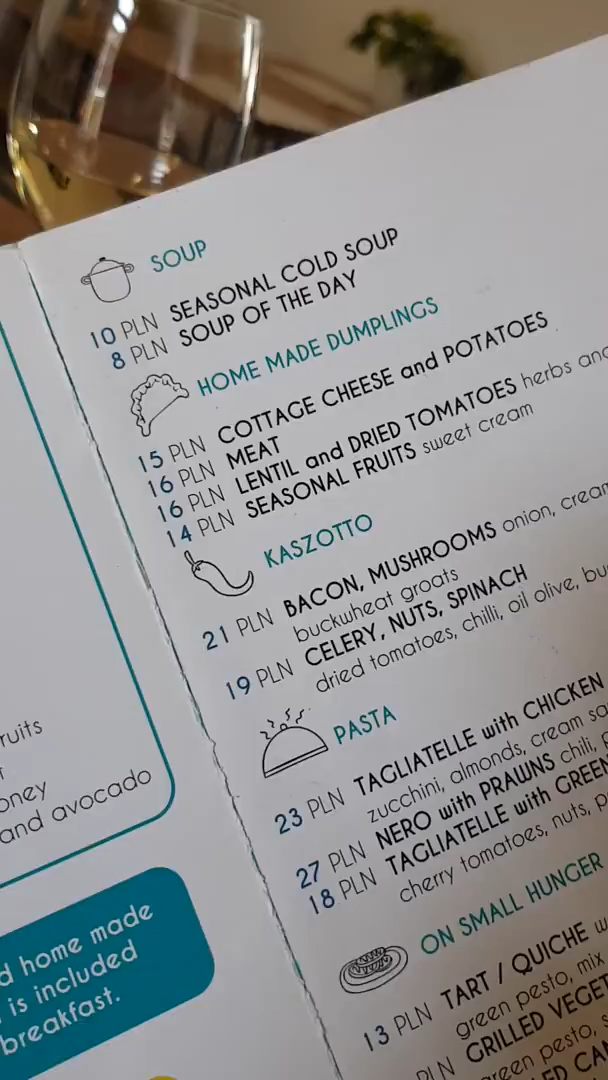 SOUP
10 PLN SEASONAL COLD SOUP
8 PLN SOUP OF THE DAY
HOME MADE DUMPLINGS
15 PLN COTTAGE CHEESE and POTATOES
16 PLN MEAT
16 PLN LENTIL and DRIED TOMATOES herbs and
14 PLN SEASONAL FRUITS sweet cream
KASZOTTO
21 PLN BACON, MUSHROOMS onion, cream
buckwheat groats
19 PLN CELERY, NUTS, SPINACH
dried tomatoes, chilli, oil olive,
PASTA
23 PLN TAGLIATELLE with CHICKEN
zucchini, almonds, cream
27 PLN NERO with PRAWNS chilli,
18 PLN TAGLIATELLE with GREEN
cherry tomatoes, nuts,
ON SMALL HUNGER
13 PLN TART / QUICHE
green pesto, mix
PLN GRILLED
pesto,
and avocado
d home made
is included
breakfast.